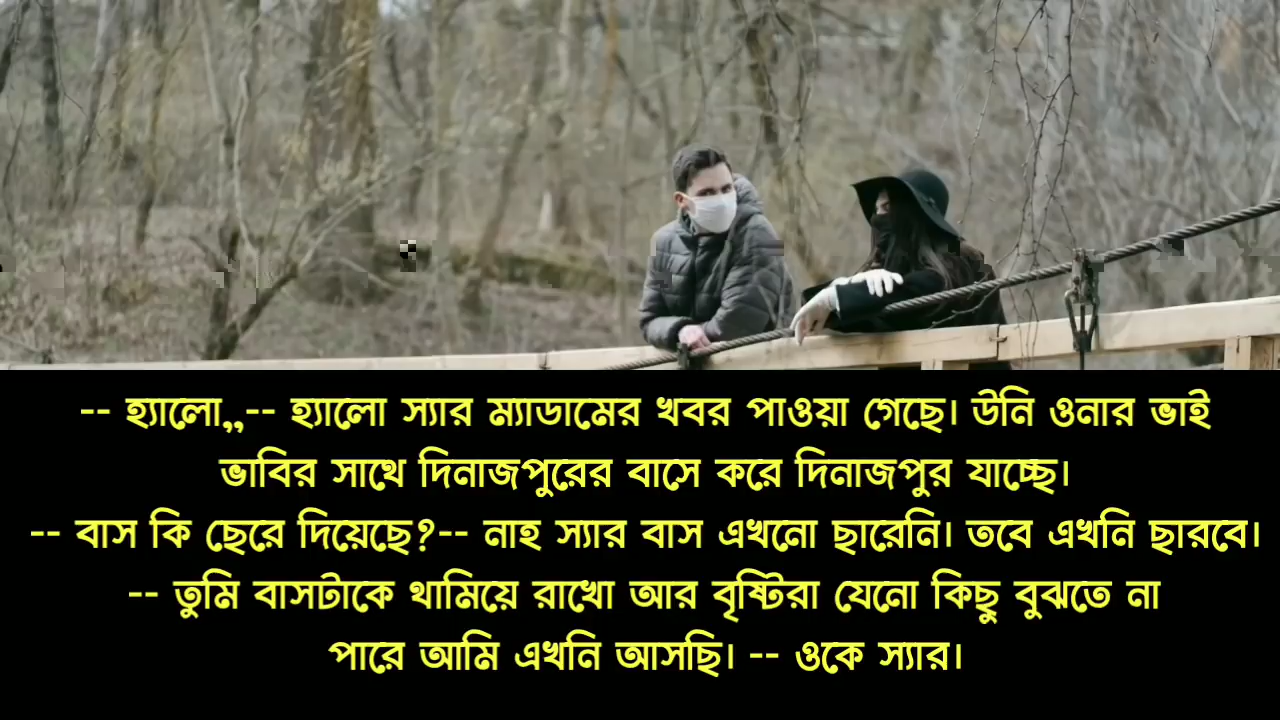 -- হ্যালো,,-- হ্যালো স্যার ম্যাডামের খবর পাওয়া গেছে। উনি ওনার ভাই
ভাবির সাথে দিনাজপুরের বাসে করে দিনাজপুর যাচ্ছে।
-- বাস কি ছেরে দিয়েছে?-- নাহ স্যার বাস এখনো ছারেনি। তবে এখনি ছারবে।
-- তুমি বাসটাকে থামিয়ে রাখো আর বৃষ্টিরা যেনো কিছু বুঝতে না
পারে আমি এখনি আসছি। -- ওকে স্যার।